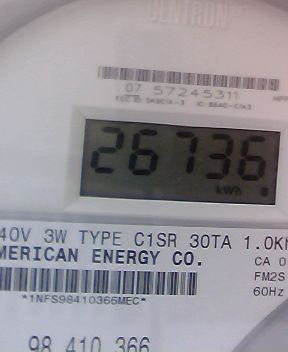 CENTRON®
07 57245311
26736
kWh
40V 3W TYPE C1SR 30TA 1.0K
MERICAN ENERGY CO.
CA 0
FM2S
60Hz
*1NFS98410366MEC*
98 410 366